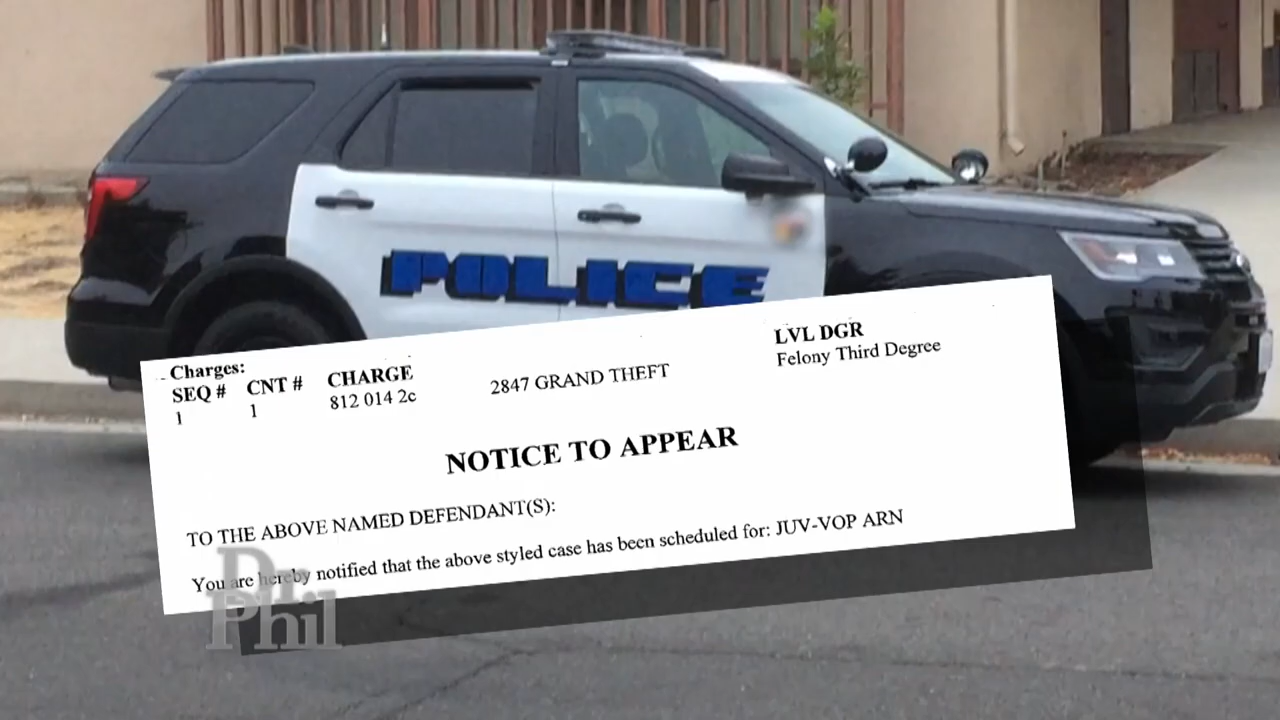 POLICE
Charges:
SEQ # CNT # CHARGE LVL DGR
1 1 812 014 2c 2847 GRAND THEFT Felony Third Degree
NOTICE TO APPEAR
TO THE ABOVE NAMED DEFENDANT(S):
You are hereby notified that the above styled case has been scheduled for: JUV-VOP ARN
Dr.
Phil